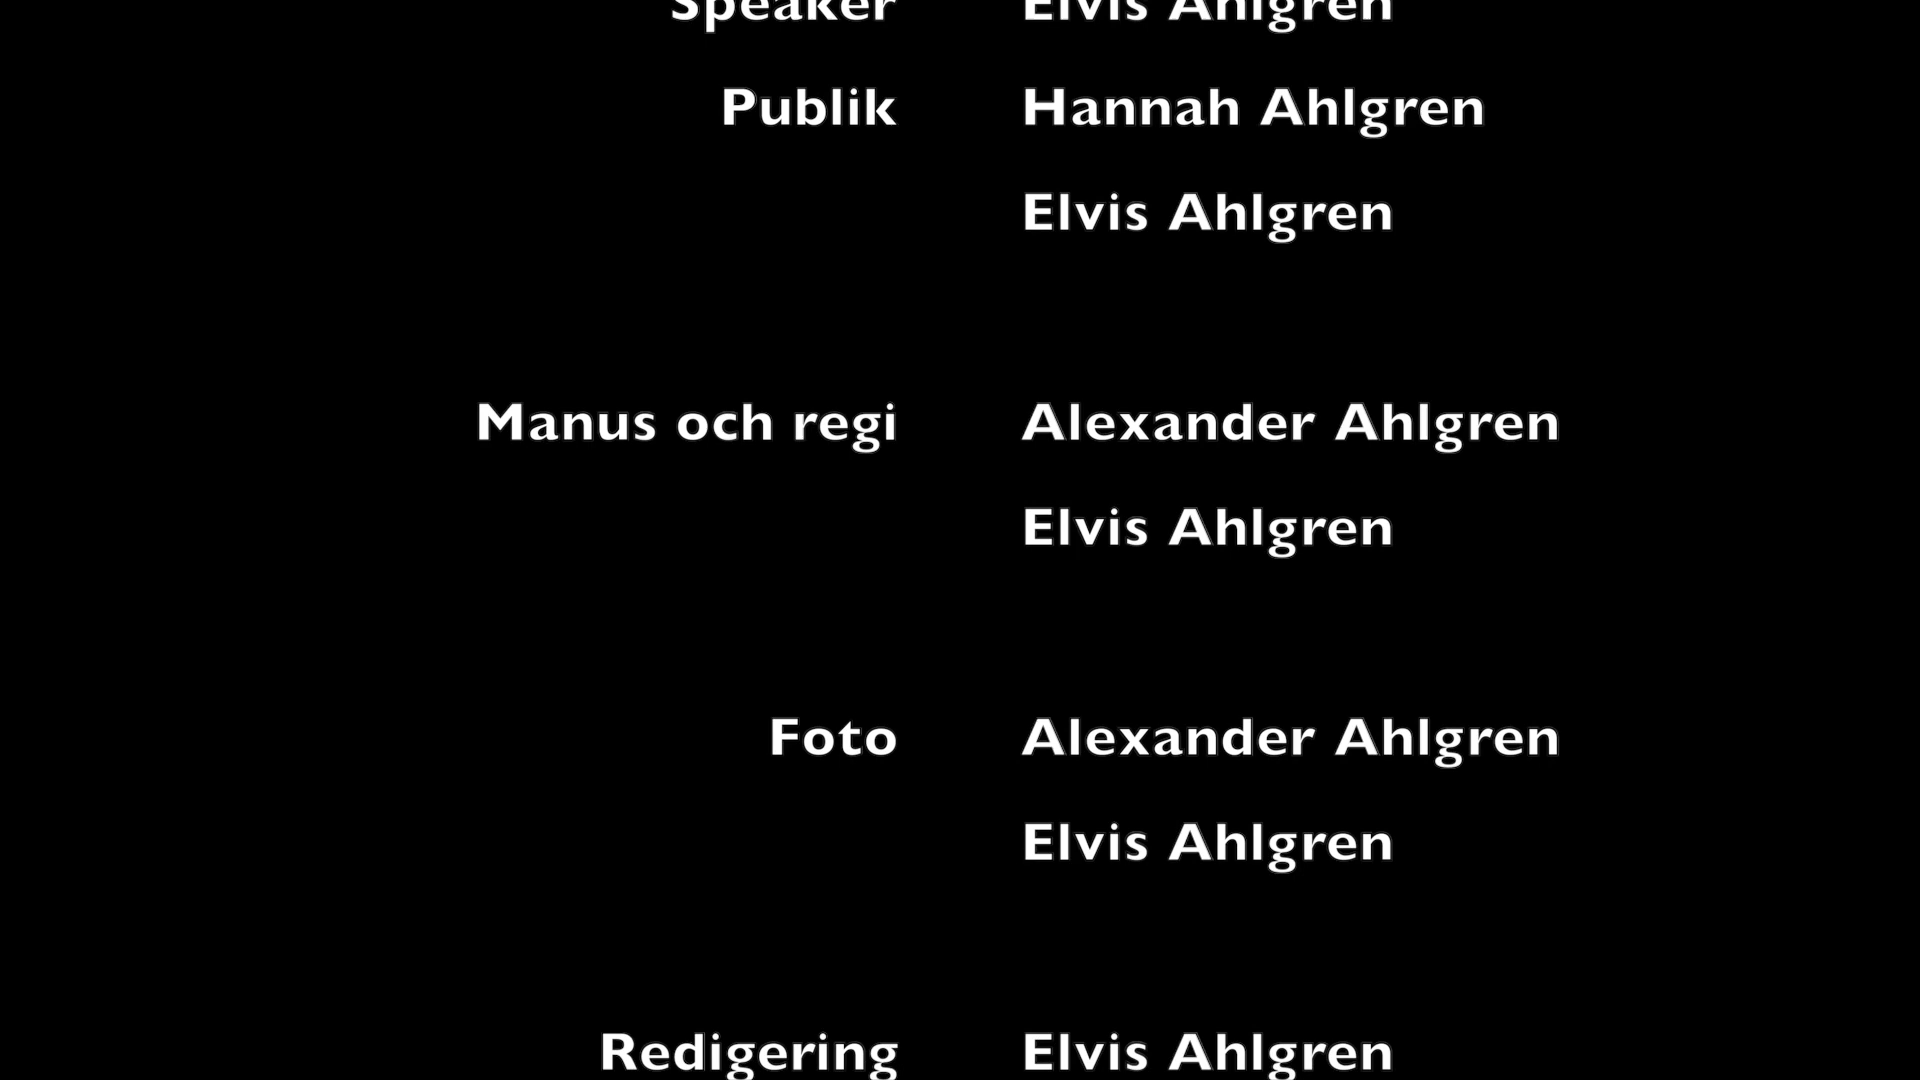 Speaker Elvis Ahlgren
Publik Hannah Ahlgren
Elvis Ahlgren
Manus och regi Alexander Ahlgren
Elvis Ahlgren
Foto Alexander Ahlgren
Elvis Ahlgren
Redigering Elvis Ahlgren